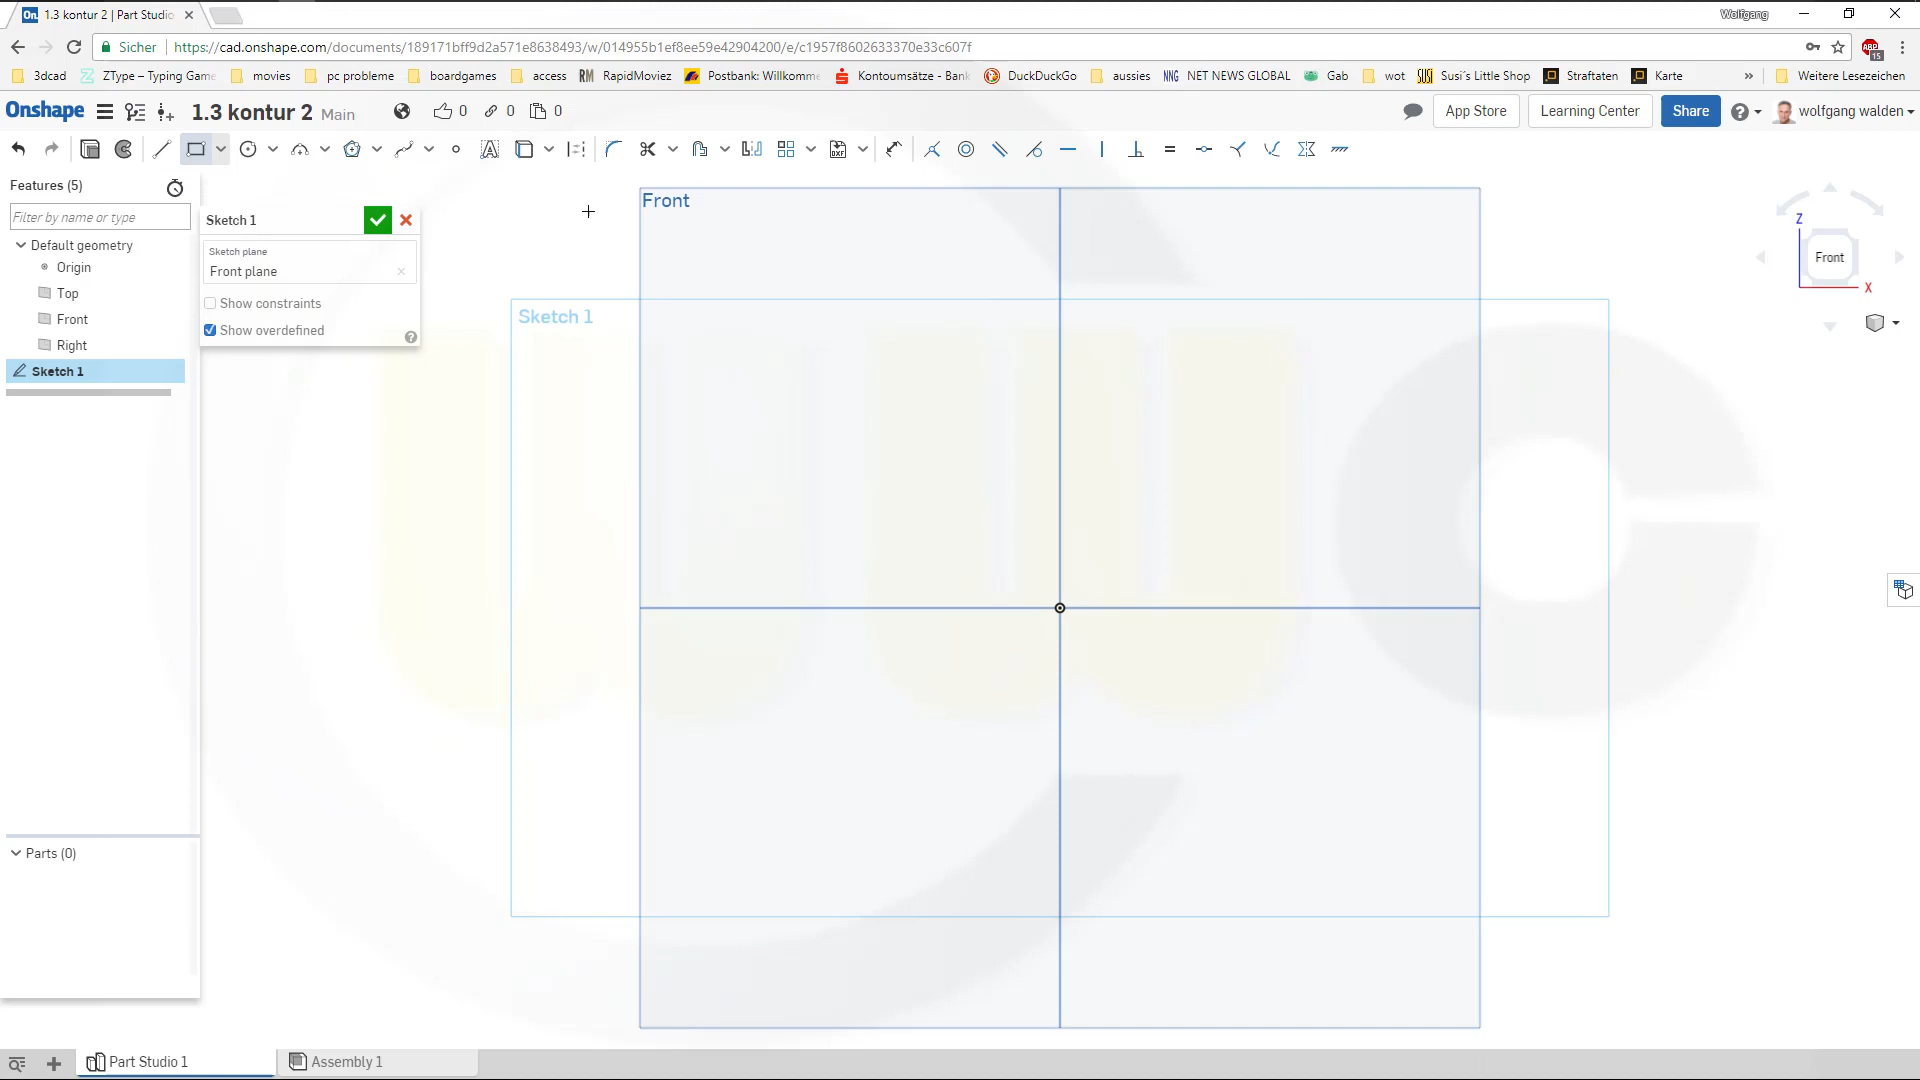 1.3 kontur 2 | Part Studio
Wolfgang
Sicher
https://cad.onshape.com/documents/189171bff9d2a571e8638493/w/014955b1ef8ee59e42904200/e/c1957f8602633370e33c607f
3dcad
ZType – Typing Game
movies
pc probleme
boardgames
access
RM RapidMoviez
Postbank: Willkomme
Kontoumsätze - Bank
DuckDuckGo
aussies
NNG NET NEWS GLOBAL
Gab
wot
SUSI Susi´s Little Shop
Straftaten
Karte
»
Weitere Lesezeichen
Onshape
1.3 kontur 2 Main
0
0
0
App Store
Learning Center
Share
wolfgang walden
Features (5)
Filter by name or type
Default geometry
Origin
Top
Front
Right
Sketch 1
Sketch 1
Sketch plane
Front plane
Show constraints
Show overdefined
Front
Sketch 1
Z
Front
X
Parts (0)
Part Studio 1
Assembly 1